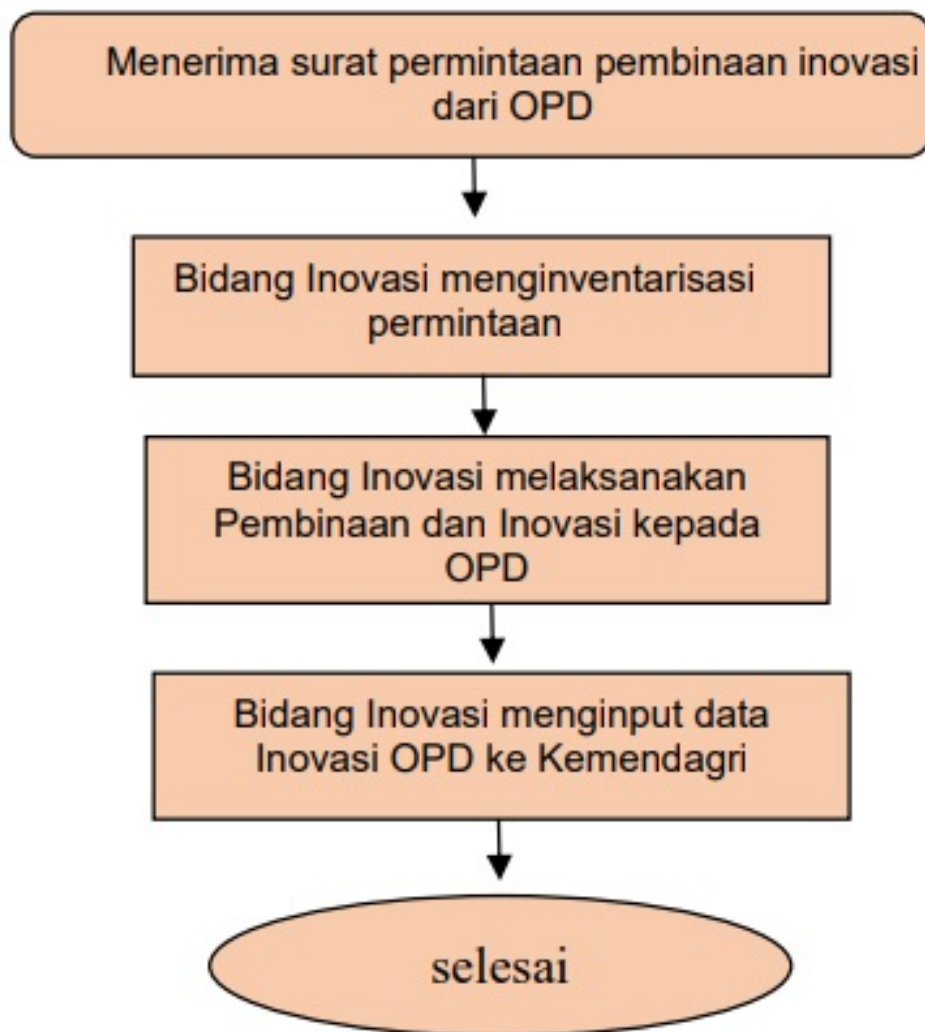 Menerima surat permintaan pembinaan inovasi
dari OPD
Bidang Inovasi menginventarisasi
permintaan
Bidang Inovasi melaksanakan
Pembinaan dan Inovasi kepada
OPD
Bidang Inovasi menginput data
Inovasi OPD ke Kemendagri
selesai